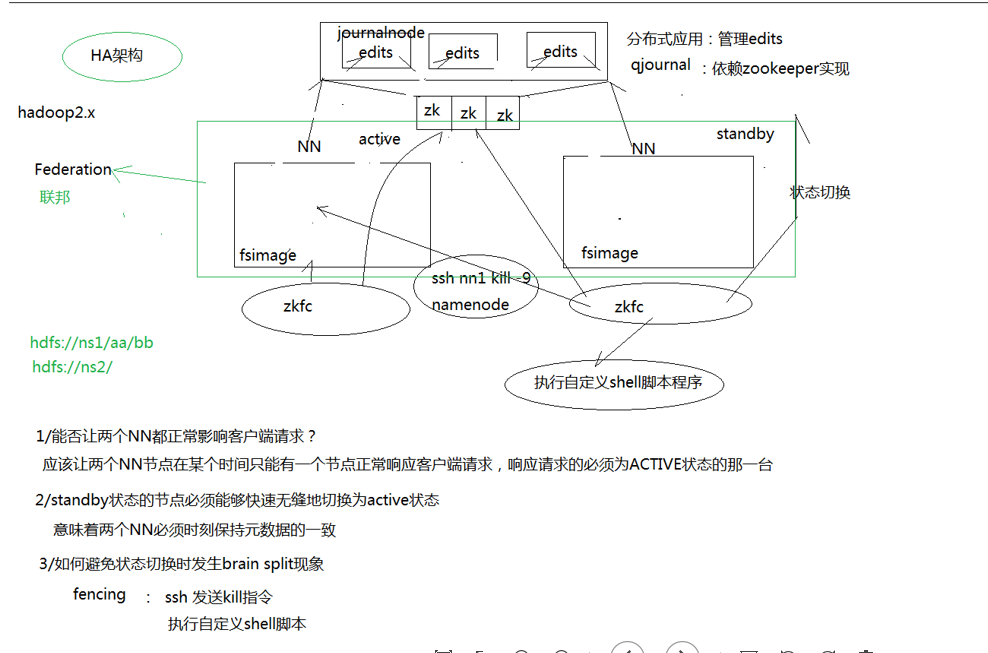 journalnode
edits
edits
edits
分布式应用：管理edits
qjournal ：依赖zookeeper实现
HA架构
hadoop2.x
zk
zk
zk
NN
active
NN
standby
Federation
联邦
状态切换
fsimage
fsimage
ssh nn1 kill -9
namenode
zkfc
zkfc
hdfs://ns1/aa/bb
hdfs://ns2/
执行自定义shell脚本程序
1/能否让两个NN都正常影响客户端请求？
应该让两个NN节点在某个时间只能有一个节点正常响应客户端请求，响应请求的必须为ACTIVE状态的那一台
2/standby状态的节点必须能够快速无缝地切换为active状态
意味着两个NN必须时刻保持元数据的一致
3/如何避免状态切换时发生brain split现象
fencing ： ssh 发送kill指令
执行自定义shell脚本